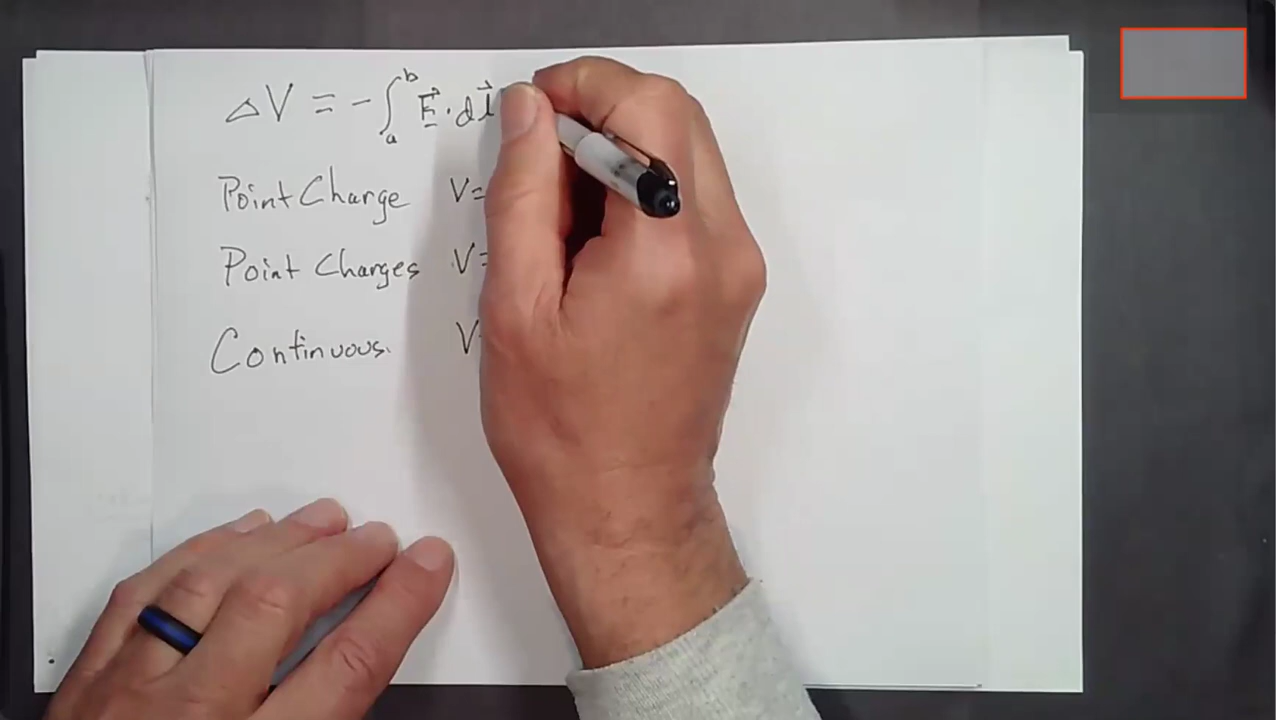 ΔV = -∫ₐᵇ E⃗ · dl⃗
Point Charge V=
Point Charges V=
Continuous. V